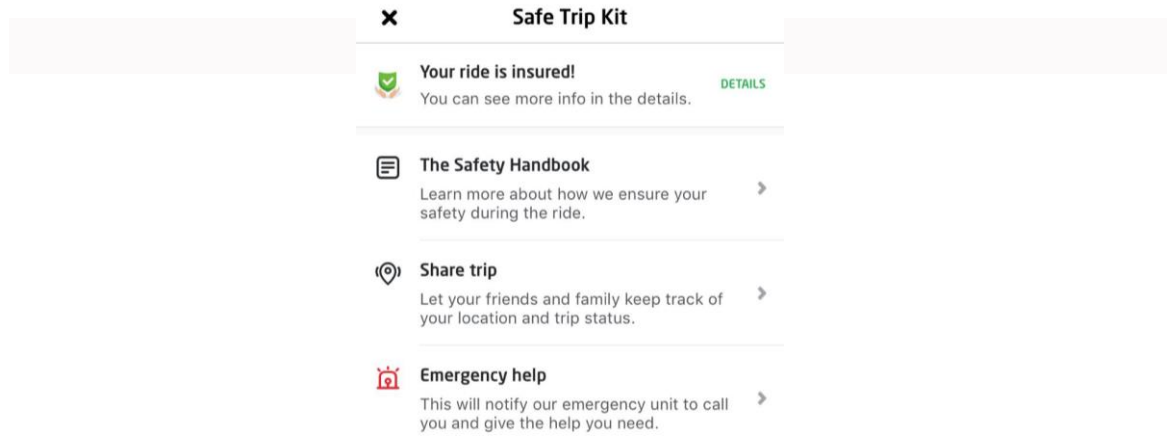 Safe Trip Kit
Your ride is insured!
DETAILS
You can see more info in the details.
The Safety Handbook
Learn more about how we ensure your
safety during the ride.
Share trip
Let your friends and family keep track of
your location and trip status.
Emergency help
This will notify our emergency unit to call
you and give the help you need.